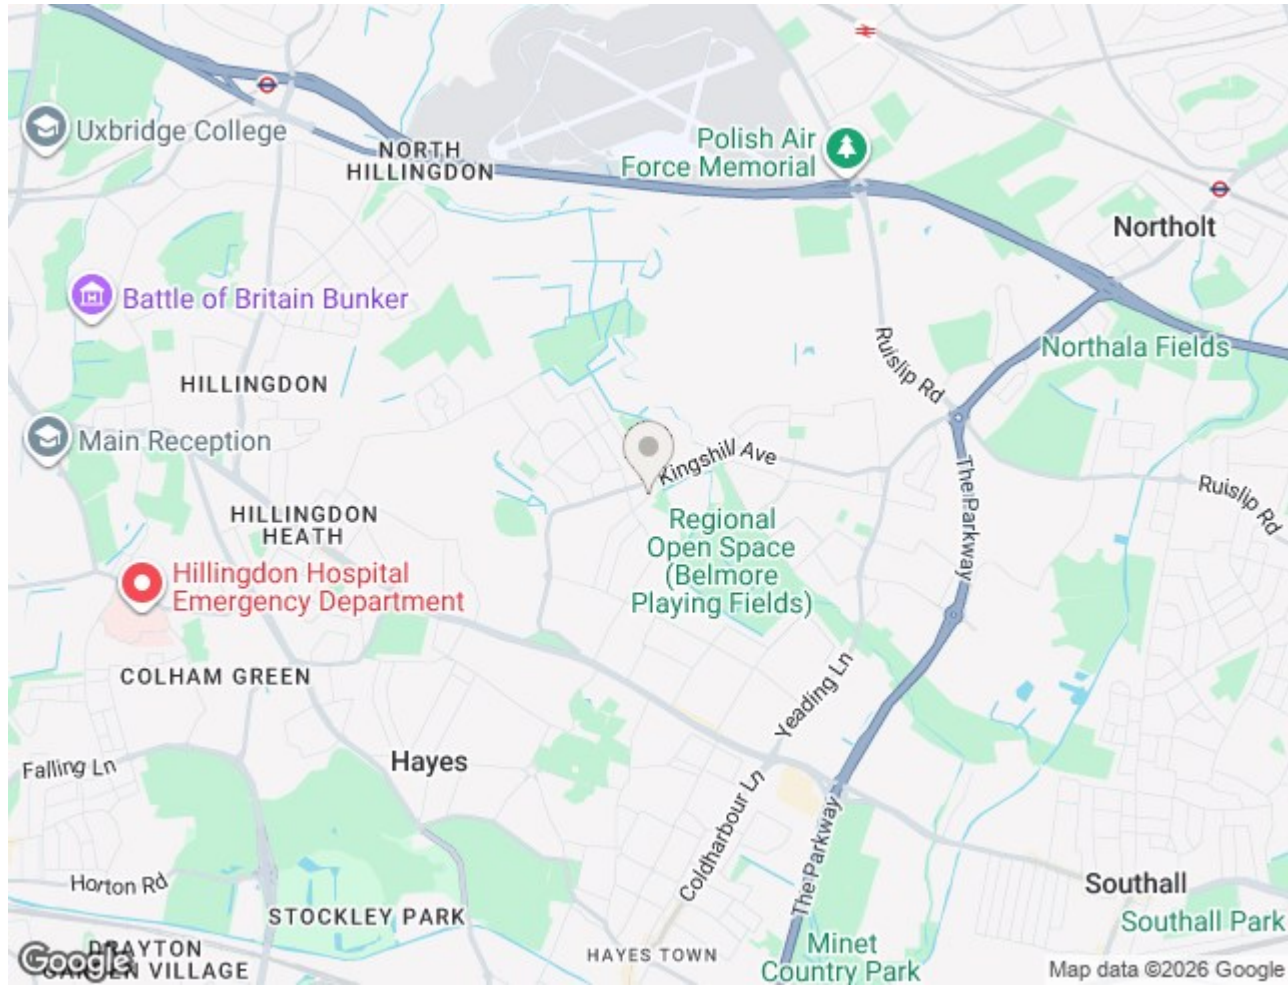 Uxbridge College
NORTH
HILLINGDON
Polish Air
Force Memorial
Northolt
Battle of Britain Bunker
Ruislip Rd
Northala Fields
HILLINGDON
Main Reception
Kingshill Ave
The Parkway
Ruislip Rd
HILLINGDON
HEATH
Regional
Open Space
(Belmore
Playing Fields)
Hillingdon Hospital
Emergency Department
COLHAM GREEN
Yeading Ln
Falling Ln
Hayes
Coldharbour Ln
The Parkway
Horton Rd
Southall
STOCKLEY PARK
Southall Park
DRAYTON
GARDEN VILLAGE
HAYES TOWN
Minet
Country Park
Google
Map data ©2026 Google